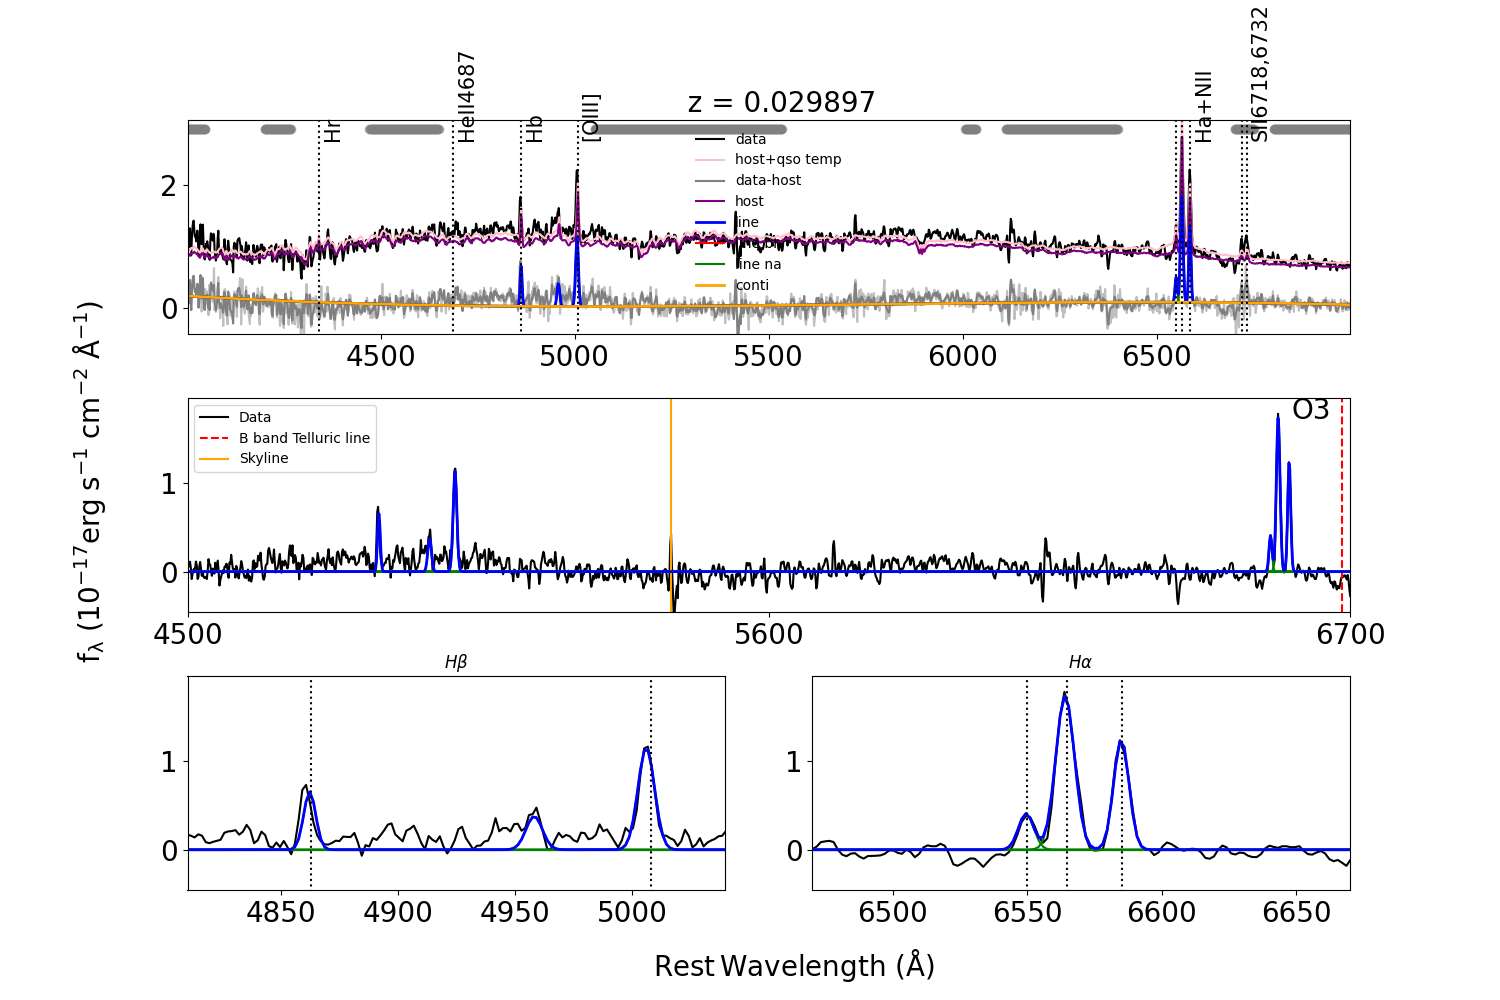 z = 0.029897
Hr
HeII4687
Hb
[OIII]
Ha+NII
SII6718,6732
data
host+qso temp
data-host
host
line
line na
conti
2
0
4500 5000 5500 6000 6500
fλ (10⁻¹⁷erg s⁻¹ cm⁻² Å⁻¹)
Data
B band Telluric line
Skyline
O3
1
0
4500 5600 6700
Hβ
1
0
4850 4900 4950 5000
Hα
1
0
6500 6550 6600 6650
Rest Wavelength (Å)